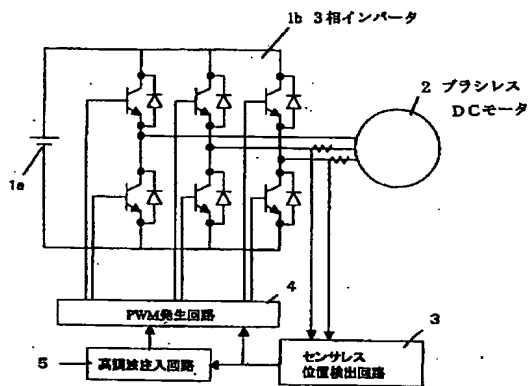 1b 3相インバータ
2 ブラシレス
DCモータ
1a
4
PWM発生回路
3
5
高調波注入回路
センサレス
位置検出回路